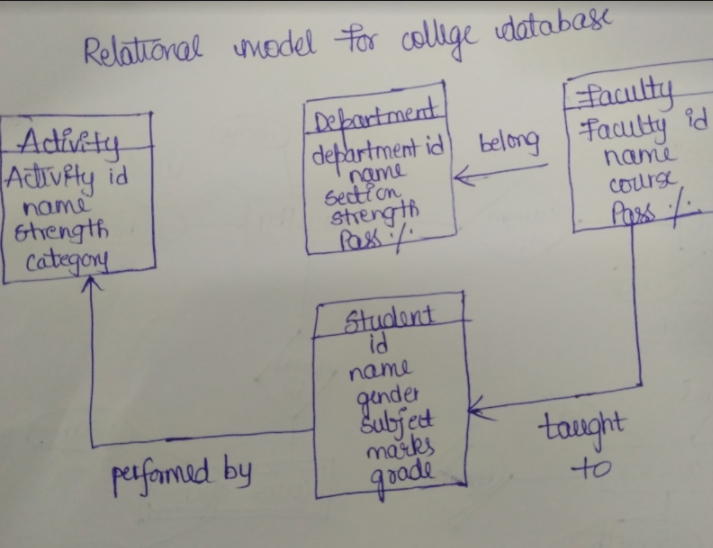 Relational model for college database
Activity
Activity id
name
strength
category
Department
department id
name
section
strength
Pass %
belong
Faculty
Faculty id
name
course
Pass %
Student
id
name
gender
subject
marks
grade
performed by
taught
to